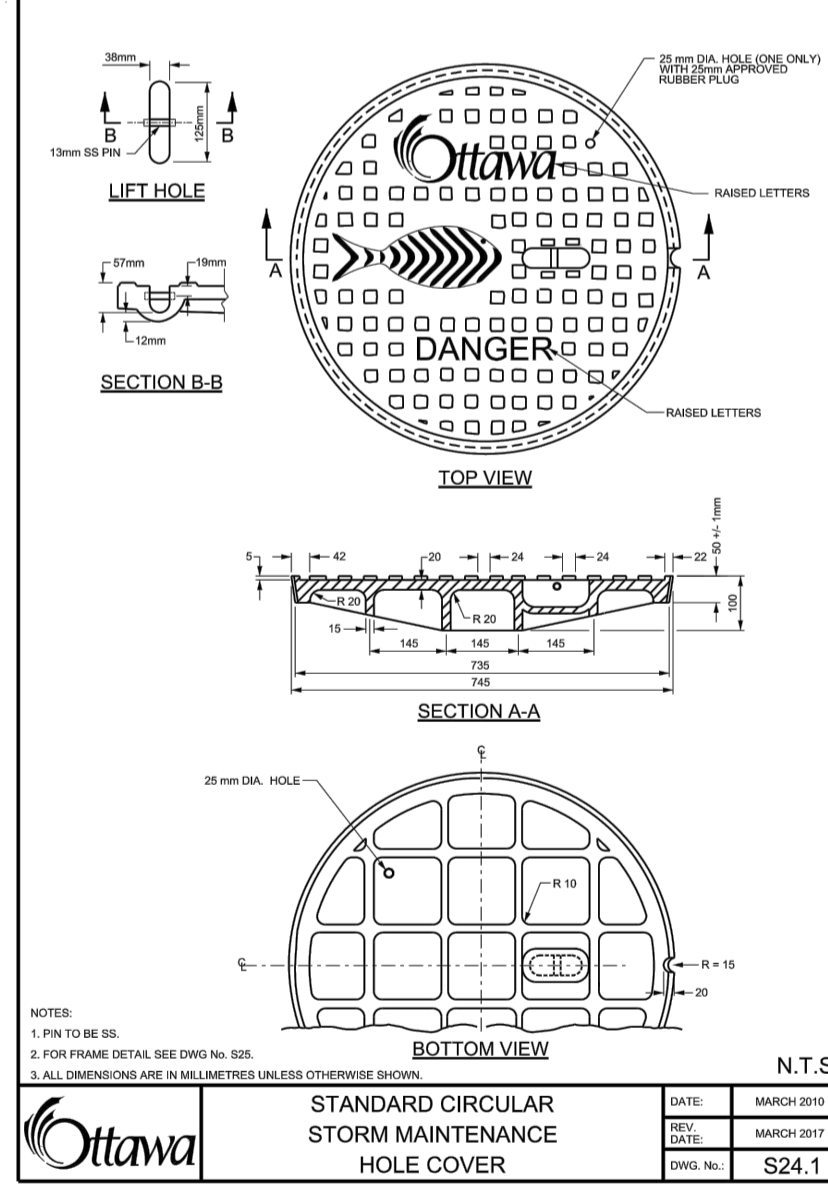 38mm
125mm
B
B
13mm SS PIN
LIFT HOLE
57mm
19mm
12mm
SECTION B-B
25 mm DIA. HOLE (ONE ONLY)
WITH 25mm APPROVED
RUBBER PLUG
Ottawa
RAISED LETTERS
A
A
DANGER
RAISED LETTERS
TOP VIEW
5
42
20
24
24
22
50 +/- 1mm
100
R 20
R 20
15
145
145
145
735
745
SECTION A-A
℄
25 mm DIA. HOLE
R 10
℄
R = 15
20
BOTTOM VIEW
NOTES:
1. PIN TO BE SS.
2. FOR FRAME DETAIL SEE DWG No. S25.
3. ALL DIMENSIONS ARE IN MILLIMETRES UNLESS OTHERWISE SHOWN.
N.T.S
Ottawa
STANDARD CIRCULAR
STORM MAINTENANCE
HOLE COVER
DATE: MARCH 2010
REV. DATE: MARCH 2017
DWG. No.: S24.1